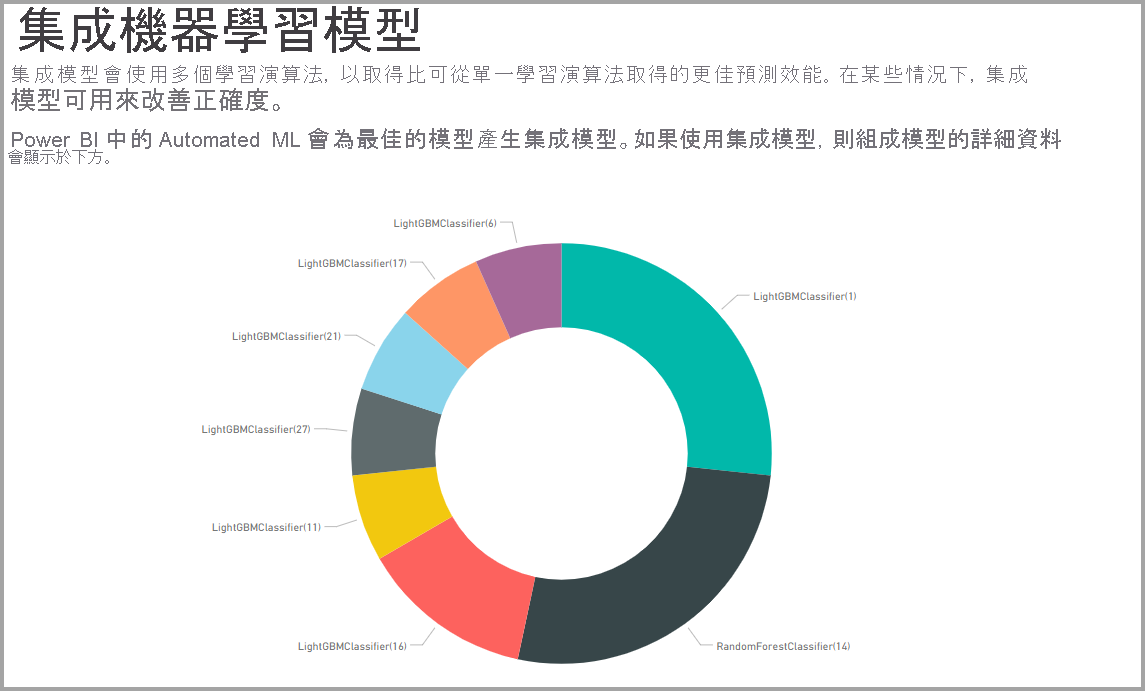 集成機器學習模型
集成模型會使用多個學習演算法, 以取得比可從單一學習演算法取得的更佳預測效能。在某些情況下, 集成
模型可用來改善正確度。
Power BI 中的 Automated ML 會為最佳的模型產生集成模型。如果使用集成模型, 則組成模型的詳細資料
會顯示於下方。
LightGBMClassifier(6)
LightGBMClassifier(17)
LightGBMClassifier(1)
LightGBMClassifier(21)
LightGBMClassifier(27)
LightGBMClassifier(11)
LightGBMClassifier(16)
RandomForestClassifier(14)